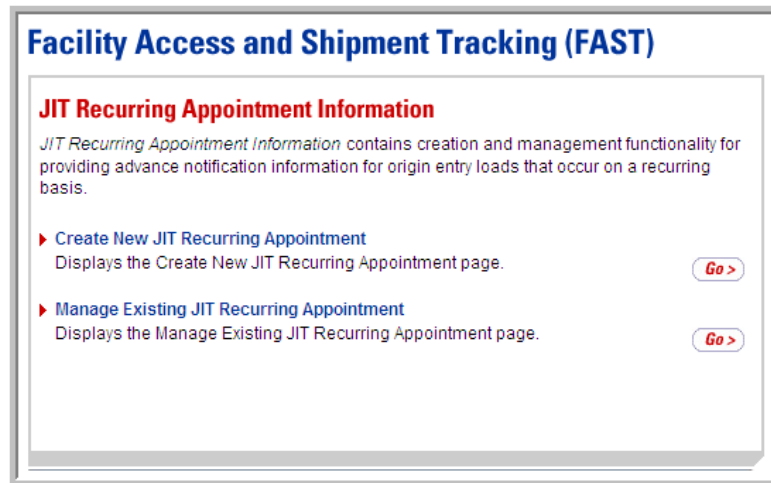 Facility Access and Shipment Tracking (FAST)
JIT Recurring Appointment Information
JIT Recurring Appointment Information contains creation and management functionality for
providing advance notification information for origin entry loads that occur on a recurring
basis.
Create New JIT Recurring Appointment
Displays the Create New JIT Recurring Appointment page.
Go >
Manage Existing JIT Recurring Appointment
Displays the Manage Existing JIT Recurring Appointment page.
Go >